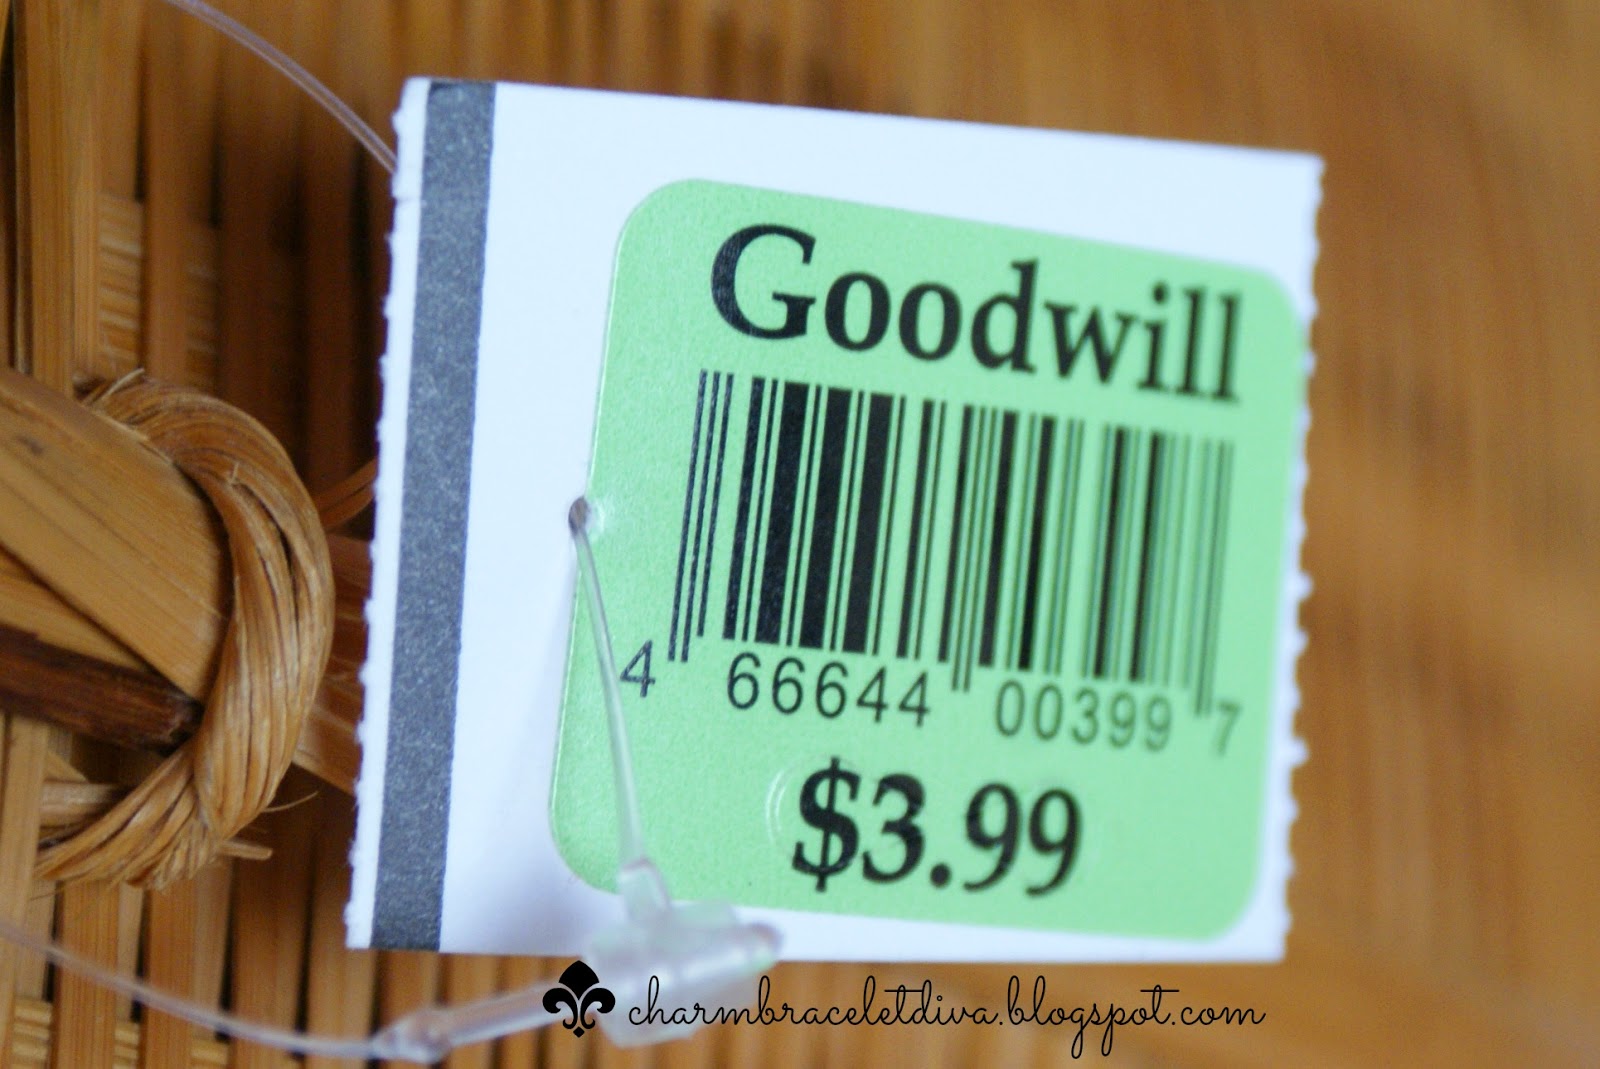 Goodwill
4 66644 00399 7
$3.99
charmbraceletdiva.blogspot.com